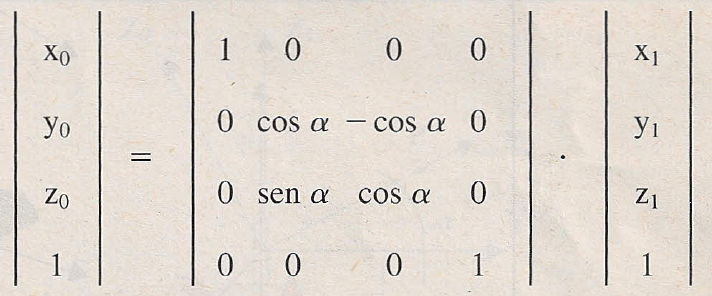 x₀ 1 0 0 0 x₁
y₀ 0 cos α − cos α 0 y₁
= ·
z₀ 0 sen α cos α 0 z₁
1 0 0 0 1 1